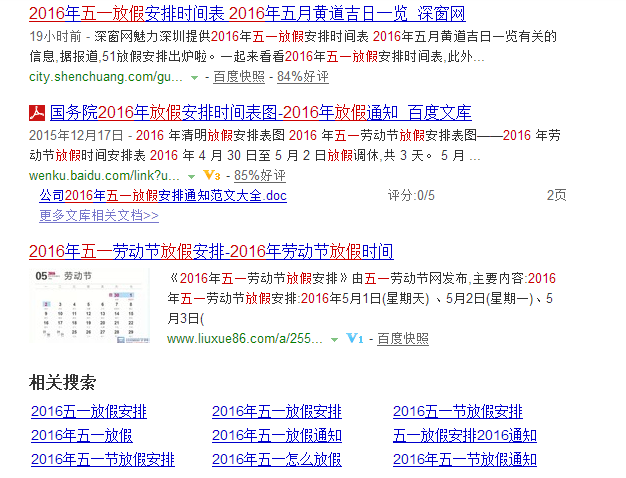 2016年五一放假安排时间表 2016年五月黄道吉日一览_深窗网
19小时前 - 深窗网魅力深圳提供2016年五一放假安排时间表 2016年五月黄道吉日一览有关的
信息,据报道,51放假安排出炉啦。一起来看看2016年五一放假安排时间表,此外...
city.shenchuang.com/gu... - 百度快照 - 84%好评
国务院2016年放假安排时间表图-2016年放假通知_百度文库
2015年12月17日 - 2016 年清明放假安排表图 2016 年五一劳动节放假安排表图——2016 年劳
动节放假时间安排表 2016 年 4 月 30 日至 5 月 2 日放假调休,共 3 天。 5 月 ...
wenku.baidu.com/link?u... V3 - 85%好评
公司2016年五一放假安排通知范文大全.doc 评分:0/5 2页
更多文库相关文档>>
2016年五一劳动节放假安排-2016年劳动节放假时间
05 劳动节
《2016年五一劳动节放假安排》由五一劳动节网发布,主要内容:2016
年五一劳动节放假安排:2016年5月1日(星期天) 、5月2日(星期一)、5
月3日(
www.liuxue86.com/a/255... V1 - 百度快照
相关搜索
2016五一放假安排 2016年五一放假安排 2016五一节放假安排
2016年五一放假 2016年五一放假通知 五一放假安排2016通知
2016年五一节放假安排 2016年五一怎么放假 2016年五一节放假通知